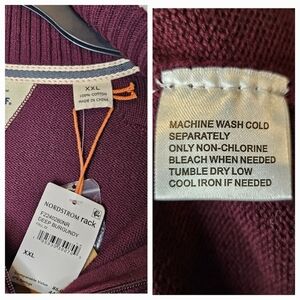 XXL
100% COTTON
MADE IN CHINA
F.
NORDSTROM rack
DEEP BURGUNDY
XXL
MACHINE WASH COLD
SEPARATELY
ONLY NON-CHLORINE
BLEACH WHEN NEEDED
TUMBLE DRY LOW
COOL IRON IF NEEDED